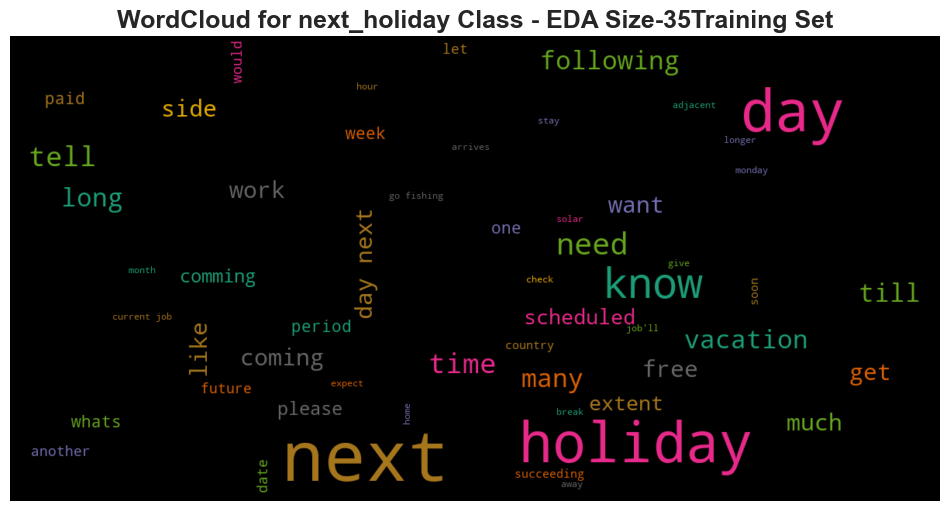 WordCloud for next_holiday Class - EDA Size-35Training Set
would
let
following
hour
paid
side
adjacent
day
stay
week
longer
arrives
tell
monday
work
go fishing
long
want
day next
solar
one
need
give
month
comming
check
know
soon
till
current job
period
scheduled
job'll
like
country
vacation
coming
time
free
many
get
future
expect
extent
please
home
break
whats
much
another
next
holiday
date
succeeding
away